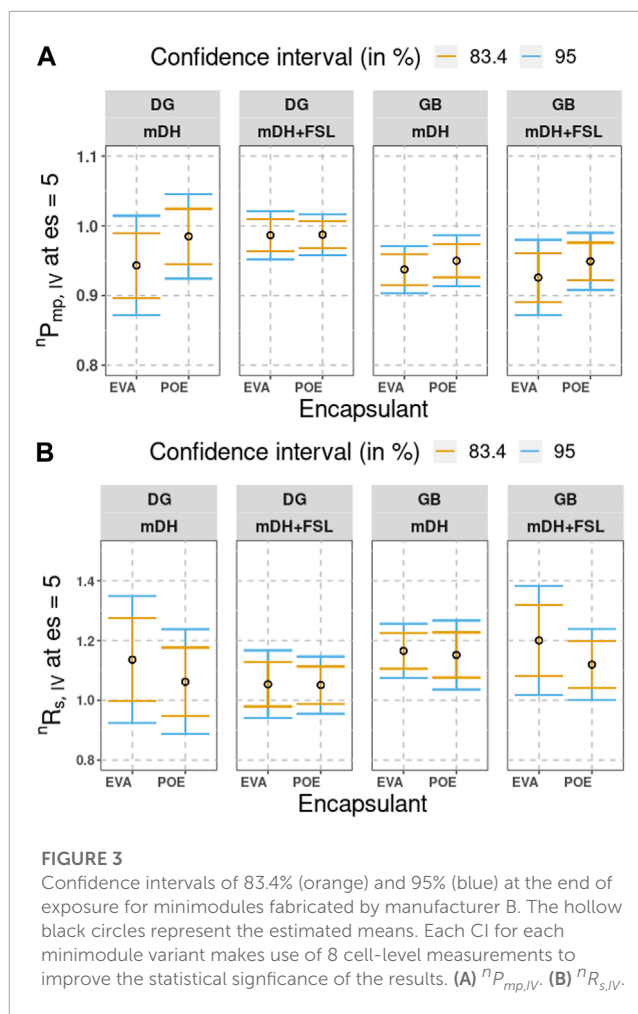 A Confidence interval (in %) 83.4 95
DG DG GB GB
mDH mDH+FSL mDH mDH+FSL
ⁿP_mp, IV at es = 5
1.1
1.0
0.9
0.8
EVA POE EVA POE EVA POE EVA POE
Encapsulant
B Confidence interval (in %) 83.4 95
DG DG GB GB
mDH mDH+FSL mDH mDH+FSL
ⁿR_s, IV at es = 5
1.4
1.2
1.0
0.8
EVA POE EVA POE EVA POE EVA POE
Encapsulant
FIGURE 3
Confidence intervals of 83.4% (orange) and 95% (blue) at the end of
exposure for minimodules fabricated by manufacturer B. The hollow
black circles represent the estimated means. Each CI for each
minimodule variant makes use of 8 cell-level measurements to
improve the statistical signficance of the results. (A) ⁿP_mp,IV. (B) ⁿR_s,IV.